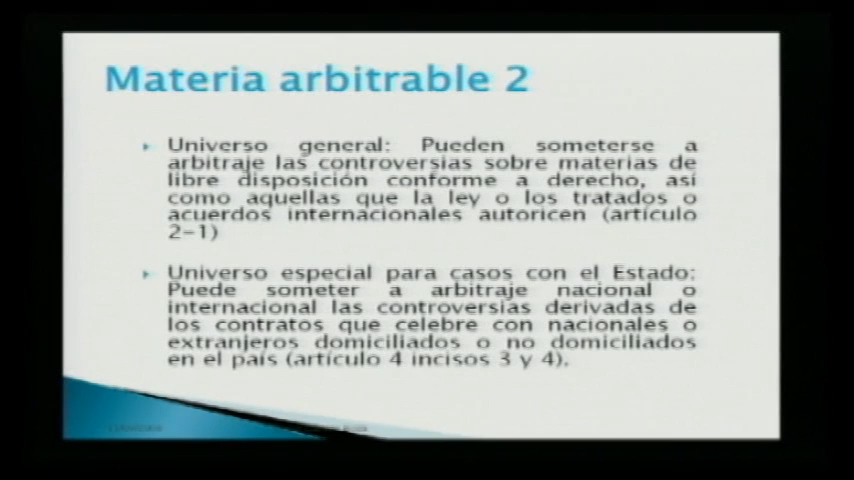 Materia arbitrable 2
Universo general: Pueden someterse a
arbitraje las controversias sobre materias de
libre disposición conforme a derecho, así
como aquellas que la ley o los tratados o
acuerdos internacionales autoricen (artículo
2-1)
Universo especial para casos con el Estado:
Puede someter a arbitraje nacional o
internacional las controversias derivadas de
los contratos que celebre con nacionales o
extranjeros domiciliados o no domiciliados
en el país (artículo 4 incisos 3 y 4).